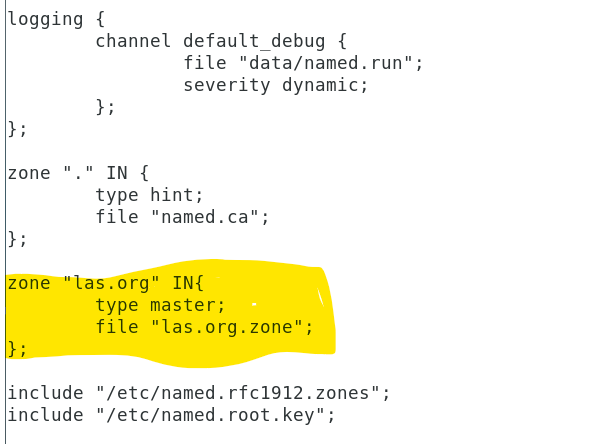 logging {
        channel default_debug {
                file "data/named.run";
                severity dynamic;
        };
};

zone "." IN {
        type hint;
        file "named.ca";
};

zone "las.org" IN{
        type master;
        file "las.org.zone";
};

include "/etc/named.rfc1912.zones";
include "/etc/named.root.key";